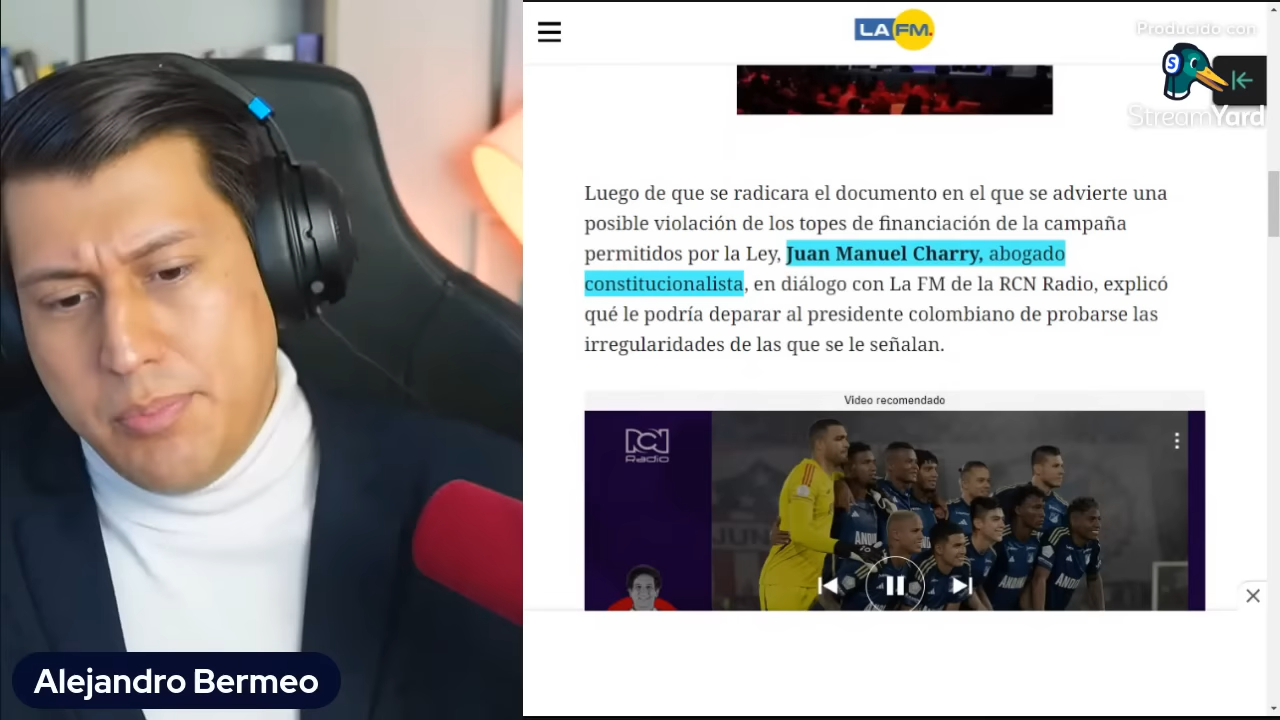 LA FM.
Producido con
S
StreamYard
Luego de que se radicara el documento en el que se advierte una
posible violación de los topes de financiación de la campaña
permitidos por la Ley, Juan Manuel Charry, abogado
constitucionalista, en diálogo con La FM de la RCN Radio, explicó
qué le podría deparar al presidente colombiano de probarse las
irregularidades de las que se le señalan.
Video recomendado
RCN
Radio
Alejandro Bermeo